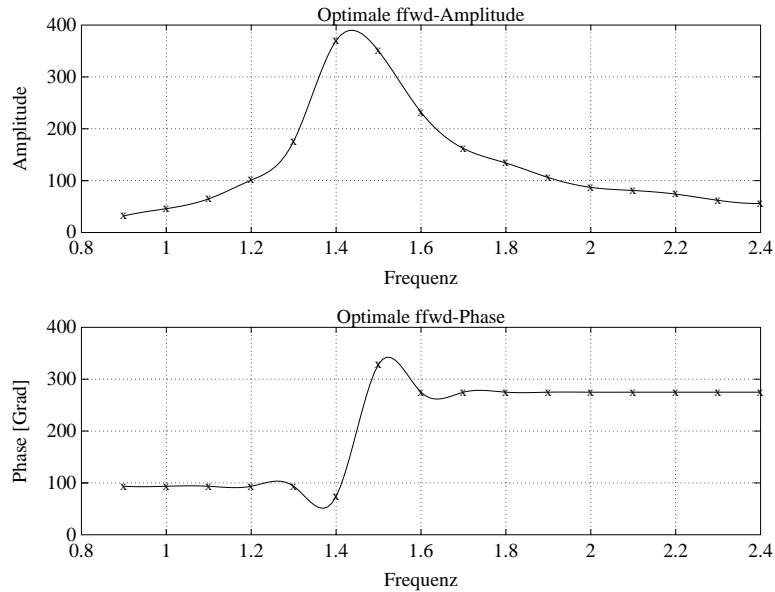 Optimale ffwd-Amplitude
400
300
200
100
0
Amplitude
0.8 1 1.2 1.4 1.6 1.8 2 2.2 2.4
Frequenz
Optimale ffwd-Phase
400
300
200
100
0
Phase [Grad]
0.8 1 1.2 1.4 1.6 1.8 2 2.2 2.4
Frequenz